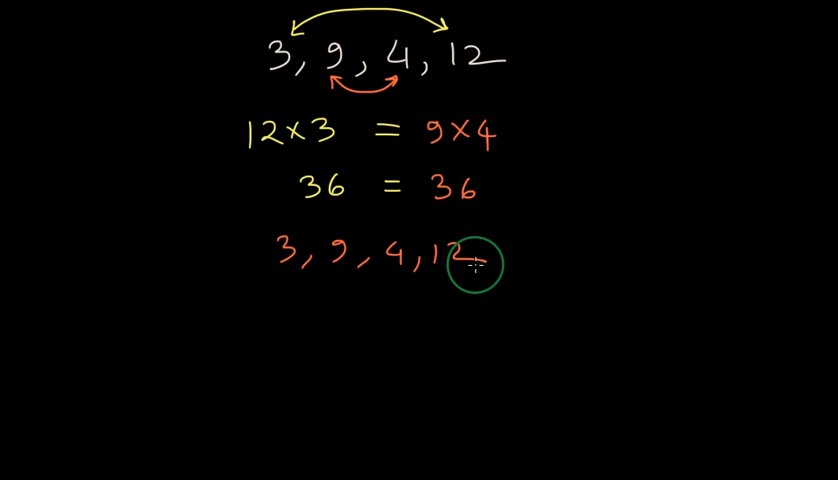 3, 9, 4, 12
12×3 = 9×4
36 = 36
3, 9, 4, 12